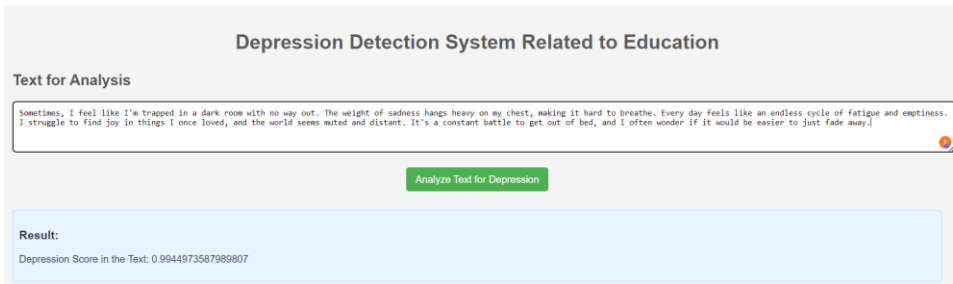 Depression Detection System Related to Education
Text for Analysis
Sometimes, I feel like I'm trapped in a dark room with no way out. The weight of sadness hangs heavy on my chest, making it hard to breathe. Every day feels like an endless cycle of fatigue and emptiness.
I struggle to find joy in things I once loved, and the world seems muted and distant. It's a constant battle to get out of bed, and I often wonder if it would be easier to just fade away.
Analyze Text for Depression
Result:
Depression Score in the Text: 0.9944973587989807